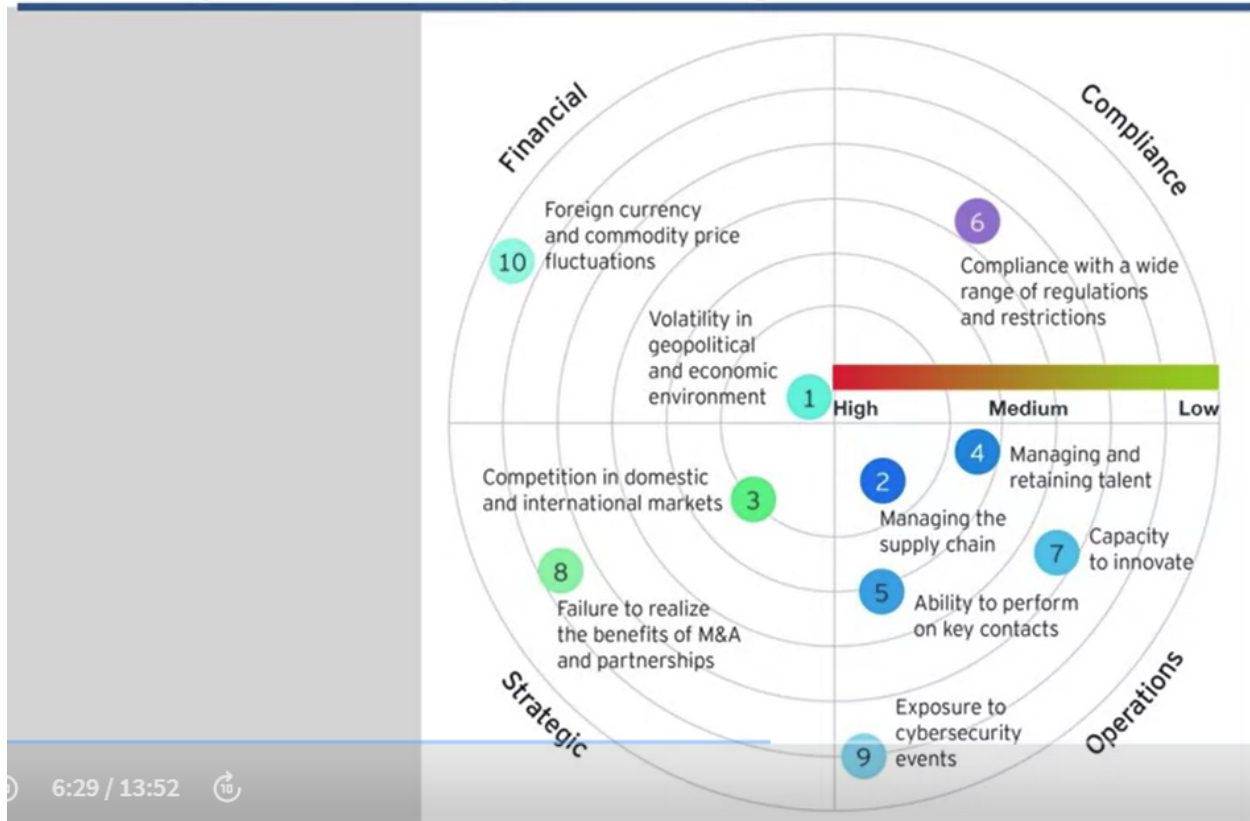 Financial
Compliance
10
Foreign currency
and commodity price
fluctuations
6
Compliance with a wide
range of regulations
and restrictions
1
Volatility in
geopolitical
and economic
environment
High Medium Low
3
Competition in domestic
and international markets
2
Managing the
supply chain
4
Managing and
retaining talent
7
Capacity
to innovate
8
Failure to realize
the benefits of M&A
and partnerships
5
Ability to perform
on key contacts
9
Exposure to
cybersecurity
events
Strategic
Operations
6:29 / 13:52
10